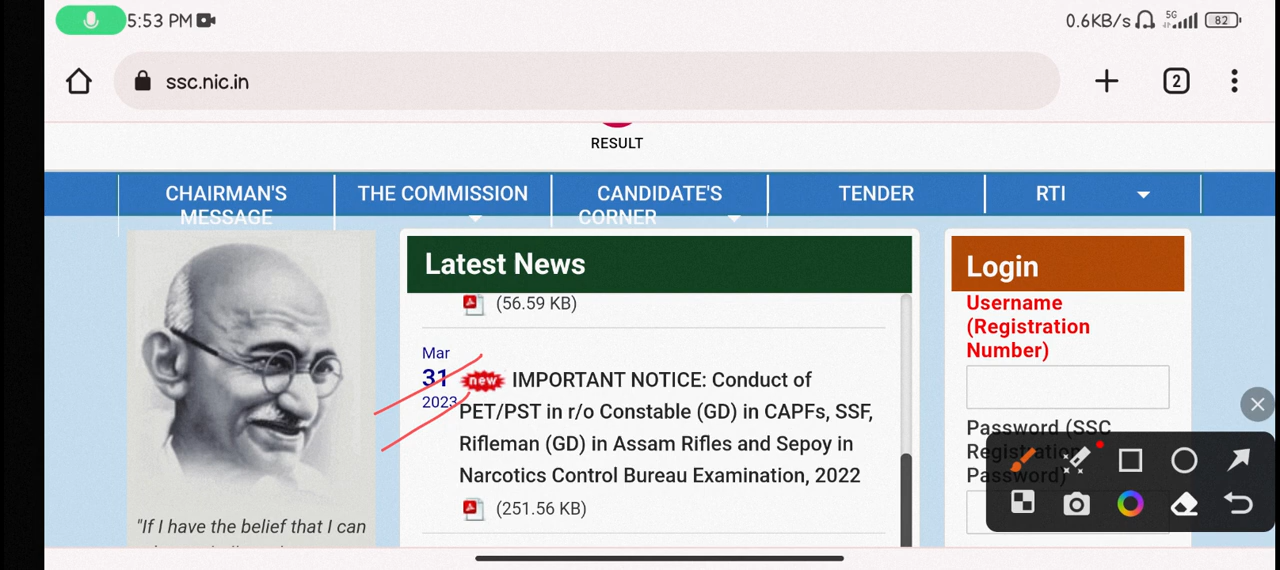 5:53 PM
0.6KB/s 5G 82
ssc.nic.in
2
RESULT
CHAIRMAN'S
MESSAGE
THE COMMISSION
CANDIDATE'S
CORNER
TENDER
RTI
Latest News
(56.59 KB)
Mar
31
2023
new IMPORTANT NOTICE: Conduct of
PET/PST in r/o Constable (GD) in CAPFs, SSF,
Rifleman (GD) in Assam Rifles and Sepoy in
Narcotics Control Bureau Examination, 2022
(251.56 KB)
Login
Username
(Registration
Number)
Password (SSC
Registration
Password)
"If I have the belief that I can